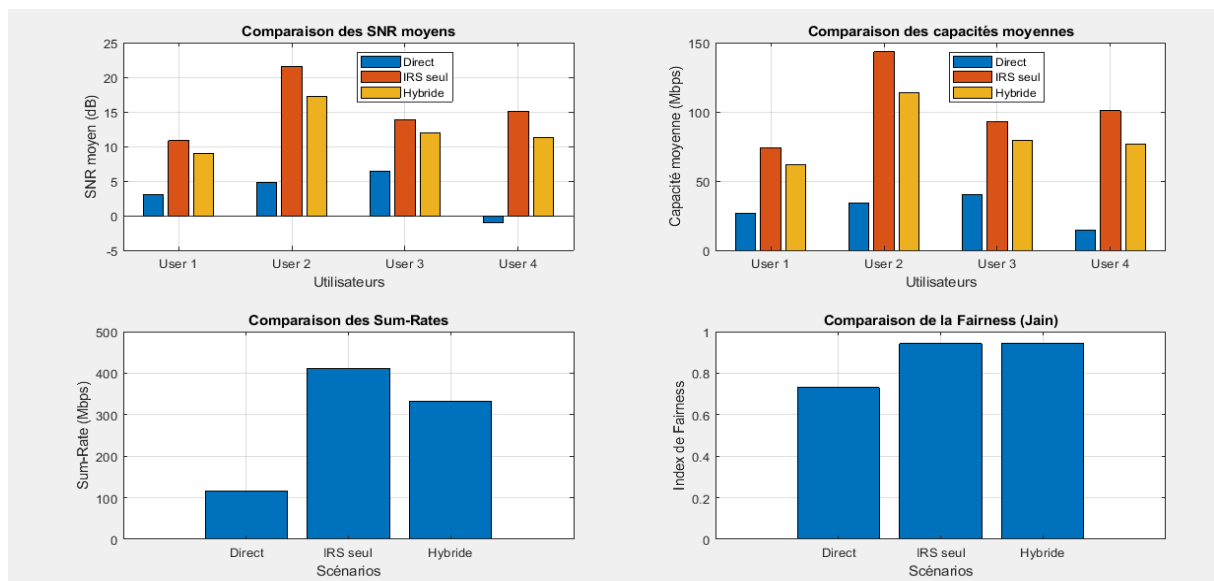 Comparaison des SNR moyens
25
20
15
10
5
0
-5
SNR moyen (dB)
Direct
IRS seul
Hybride
User 1 User 2 User 3 User 4
Utilisateurs
Comparaison des capacités moyennes
150
100
50
0
Capacité moyenne (Mbps)
Direct
IRS seul
Hybride
User 1 User 2 User 3 User 4
Utilisateurs
Comparaison des Sum-Rates
500
400
300
200
100
0
Sum-Rate (Mbps)
Direct IRS seul Hybride
Scénarios
Comparaison de la Fairness (Jain)
1
0.8
0.6
0.4
0.2
0
Index de Fairness
Direct IRS seul Hybride
Scénarios